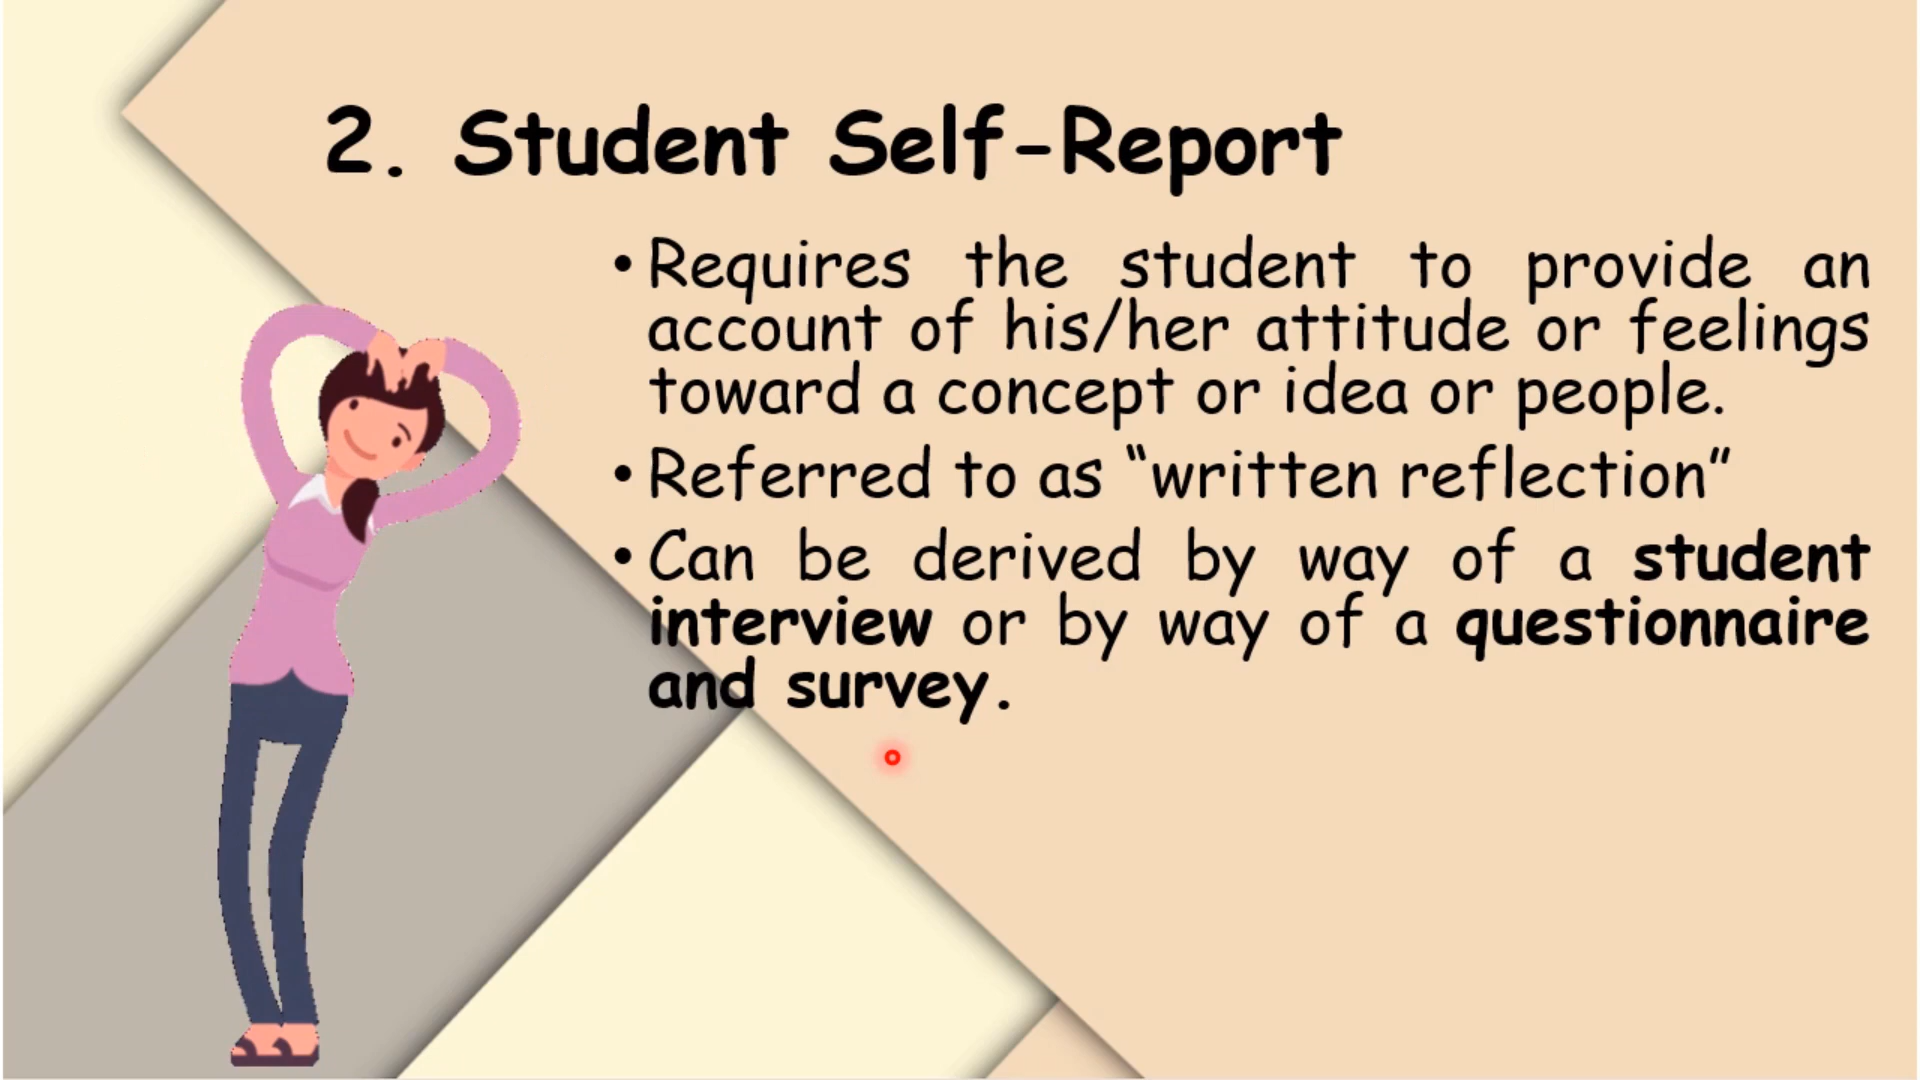 2. Student Self-Report
• Requires the student to provide an
account of his/her attitude or feelings
toward a concept or idea or people.
• Referred to as “written reflection”
• Can be derived by way of a student
interview or by way of a questionnaire
and survey.